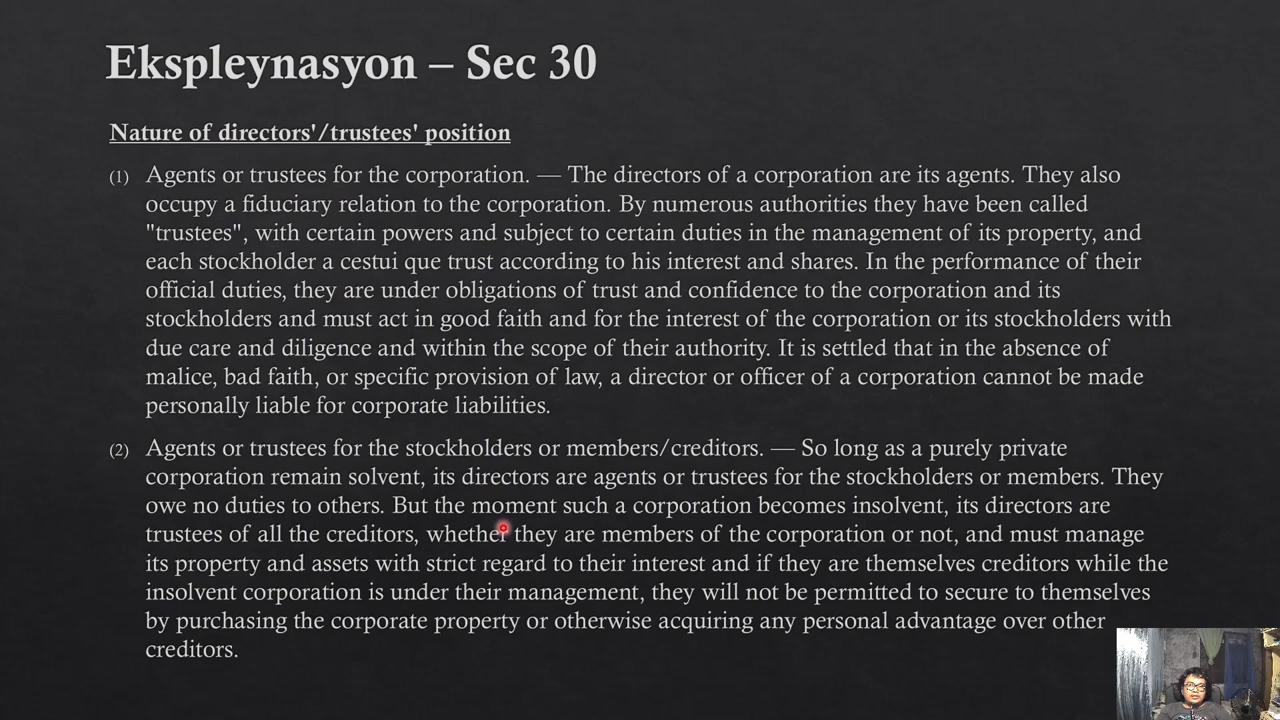 Ekspleynasyon – Sec 30
Nature of directors'/trustees' position
(1) Agents or trustees for the corporation. — The directors of a corporation are its agents. They also
occupy a fiduciary relation to the corporation. By numerous authorities they have been called
"trustees", with certain powers and subject to certain duties in the management of its property, and
each stockholder a cestui que trust according to his interest and shares. In the performance of their
official duties, they are under obligations of trust and confidence to the corporation and its
stockholders and must act in good faith and for the interest of the corporation or its stockholders with
due care and diligence and within the scope of their authority. It is settled that in the absence of
malice, bad faith, or specific provision of law, a director or officer of a corporation cannot be made
personally liable for corporate liabilities.
(2) Agents or trustees for the stockholders or members/creditors. — So long as a purely private
corporation remain solvent, its directors are agents or trustees for the stockholders or members. They
owe no duties to others. But the moment such a corporation becomes insolvent, its directors are
trustees of all the creditors, whether they are members of the corporation or not, and must manage
its property and assets with strict regard to their interest and if they are themselves creditors while the
insolvent corporation is under their management, they will not be permitted to secure to themselves
by purchasing the corporate property or otherwise acquiring any personal advantage over other
creditors.